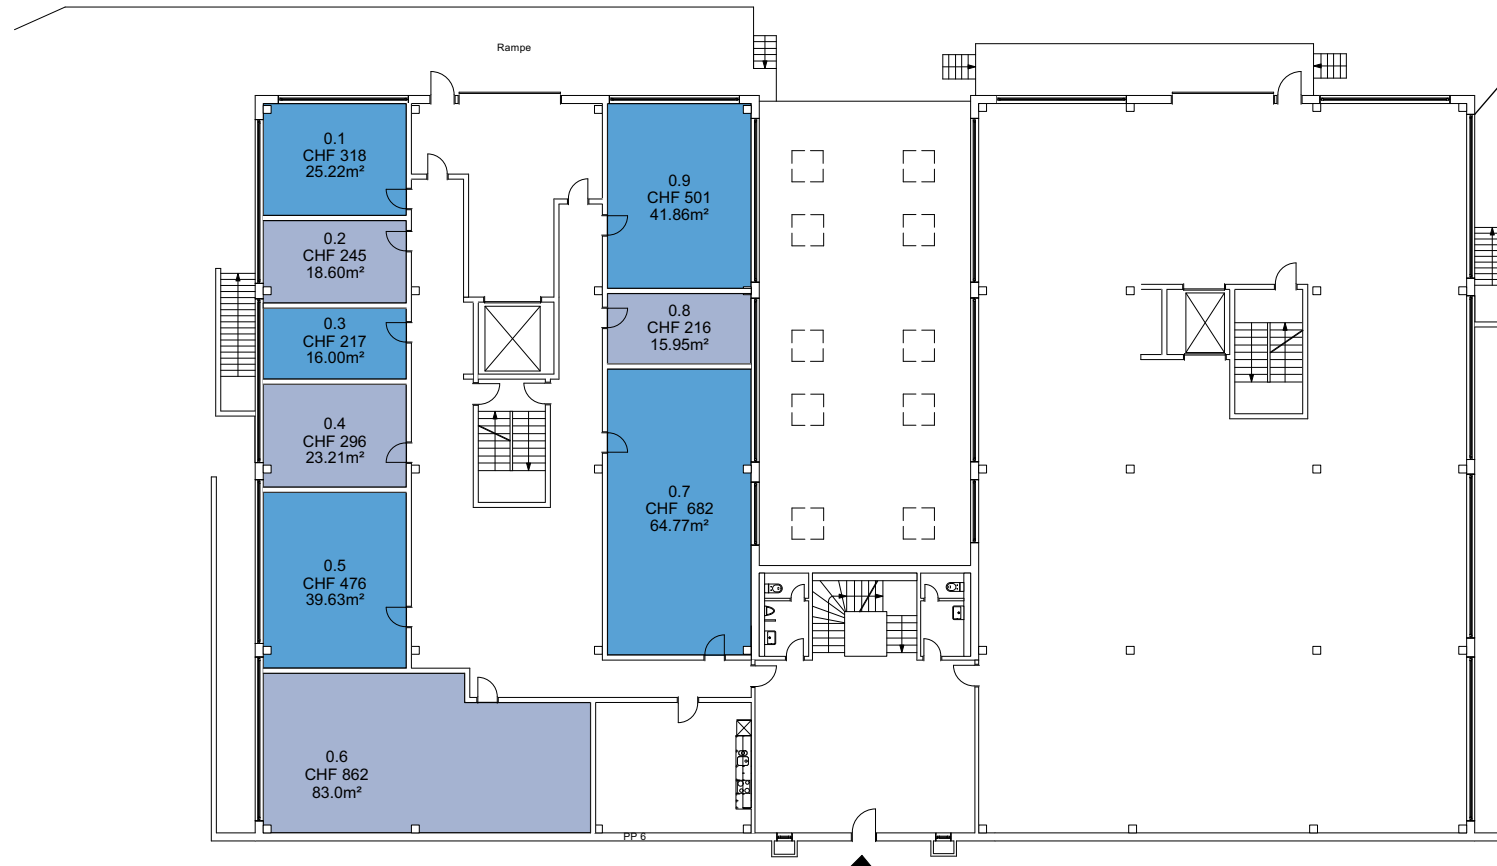 Rampe
0.1
CHF 318
25.22m²
0.2
CHF 245
18.60m²
0.3
CHF 217
16.00m²
0.4
CHF 296
23.21m²
0.5
CHF 476
39.63m²
0.6
CHF 862
83.0m²
0.9
CHF 501
41.86m²
0.8
CHF 216
15.95m²
0.7
CHF  682
64.77m²
PP 6